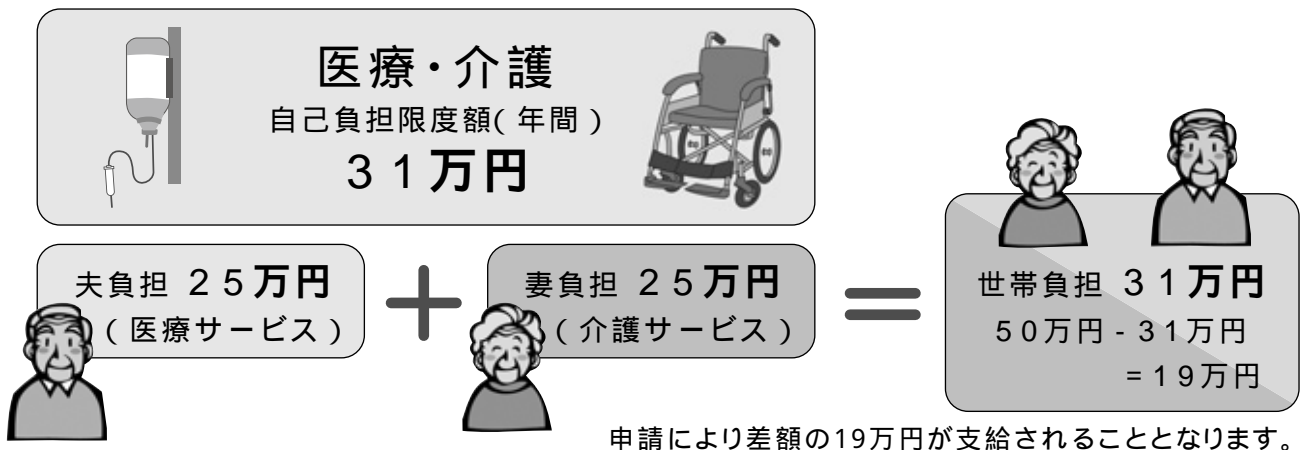 医療・介護
自己負担限度額(年間)
31万円
夫負担 25万円
(医療サービス)
+
妻負担 25万円
(介護サービス)
=
世帯負担 31万円
50万円-31万円
=19万円
申請により差額の19万円が支給されることとなります。